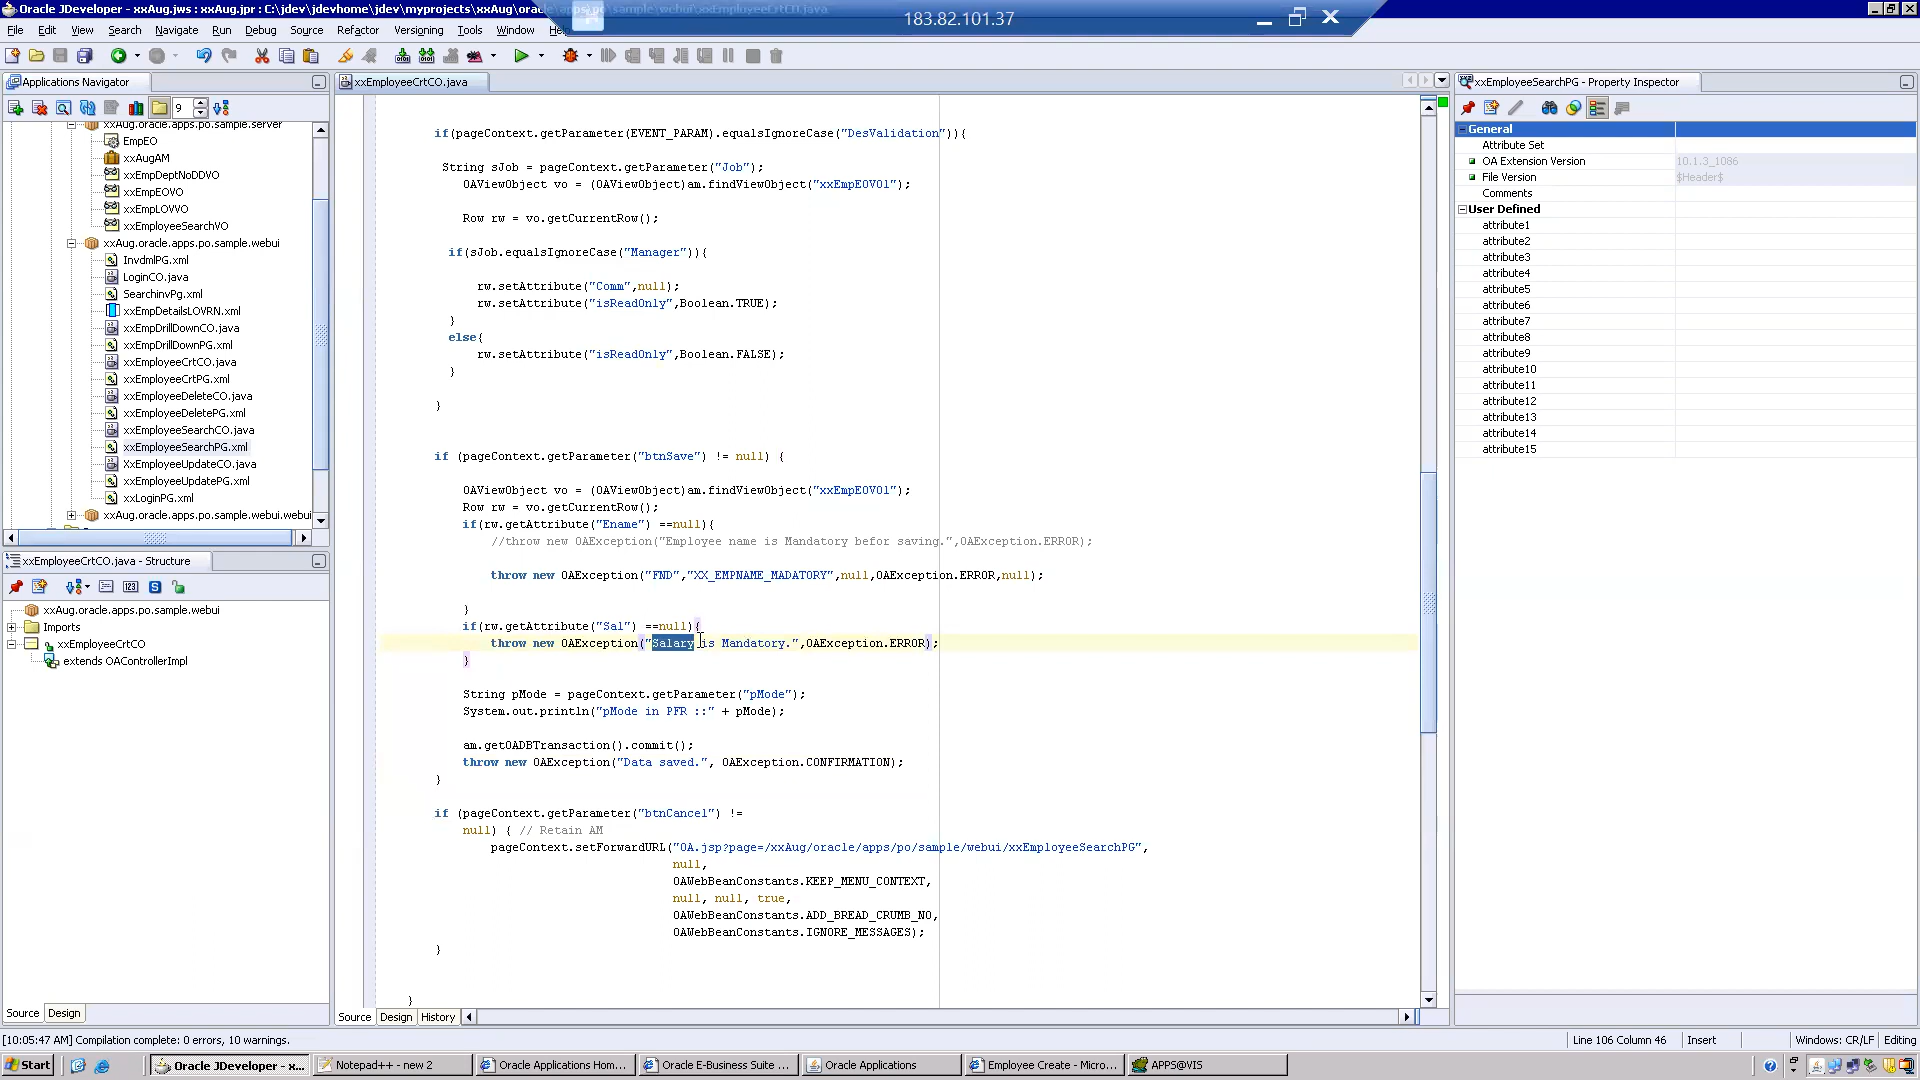 Oracle JDeveloper - xxAug.jws : xxAug.jpr : C:\jdev\jdevhome\jdev\myprojects\xxAug\orac
183.82.101.37
File Edit View Search Navigate Run Debug Source Refactor Versioning Tools Window
Applications Navigator
9
xxAug.oracle.apps.po.sample.server
EmpEO
xxAugAM
xxEmpDeptNoDDVO
xxEmpEOVO
xxEmpLOVVO
xxEmployeeSearchVO
xxAug.oracle.apps.po.sample.webui
InvdmlPG.xml
LoginCO.java
SearchinvPg.xml
xxEmpDetailsLOVRN.xml
xxEmpDrillDownCO.java
xxEmpDrillDownPG.xml
xxEmployeeCrtCO.java
xxEmployeeCrtPG.xml
xxEmployeeDeleteCO.java
xxEmployeeDeletePG.xml
xxEmployeeSearchCO.java
xxEmployeeSearchPG.xml
XxEmployeeUpdateCO.java
xxEmployeeUpdatePG.xml
xxLoginPG.xml
xxAug.oracle.apps.po.sample.webui.webui
xxEmployeeCrtCO.java - Structure
xxAug.oracle.apps.po.sample.webui
Imports
xxEmployeeCrtCO
extends OAControllerImpl
Source Design
xxEmployeeCrtCO.java
if(pageContext.getParameter(EVENT_PARAM).equalsIgnoreCase("DesValidation")){
String sJob = pageContext.getParameter("Job");
OAViewObject vo = (OAViewObject)am.findViewObject("xxEmpEOVO1");
Row rw = vo.getCurrentRow();
if(sJob.equalsIgnoreCase("Manager")){
rw.setAttribute("Comm",null);
rw.setAttribute("isReadOnly",Boolean.TRUE);
}
else{
rw.setAttribute("isReadOnly",Boolean.FALSE);
}
}
if (pageContext.getParameter("btnSave") != null) {
OAViewObject vo = (OAViewObject)am.findViewObject("xxEmpEOVO1");
Row rw = vo.getCurrentRow();
if(rw.getAttribute("Ename") ==null){
//throw new OAException("Employee name is Mandatory befor saving.",OAException.ERROR);
throw new OAException("FND","XX_EMPNAME_MADATORY",null,OAException.ERROR,null);
}
if(rw.getAttribute("Sal") ==null){
throw new OAException("Salary is Mandatory.",OAException.ERROR);
}
String pMode = pageContext.getParameter("pMode");
System.out.println("pMode in PFR ::" + pMode);
am.getOADBTransaction().commit();
throw new OAException("Data saved.", OAException.CONFIRMATION);
}
if (pageContext.getParameter("btnCancel") !=
null) { // Retain AM
pageContext.setForwardURL("OA.jsp?page=/xxAug/oracle/apps/po/sample/webui/xxEmployeeSearchPG",
null,
OAWebBeanConstants.KEEP_MENU_CONTEXT,
null, null, true,
OAWebBeanConstants.ADD_BREAD_CRUMB_NO,
OAWebBeanConstants.IGNORE_MESSAGES);
}
}
Source Design History
xxEmployeeSearchPG - Property Inspector
General
Attribute Set
OA Extension Version 10.1.3_1086
File Version $Header$
Comments
User Defined
attribute1
attribute2
attribute3
attribute4
attribute5
attribute6
attribute7
attribute8
attribute9
attribute10
attribute11
attribute12
attribute13
attribute14
attribute15
[10:05:47 AM] Compilation complete: 0 errors, 10 warnings.
Line 106 Column 46 Insert Windows: CR/LF Editing
Start Oracle JDeveloper - x... Notepad++ - new 2 Oracle Applications Hom... Oracle E-Business Suite ... Oracle Applications Employee Create - Micro... APPS@VIS